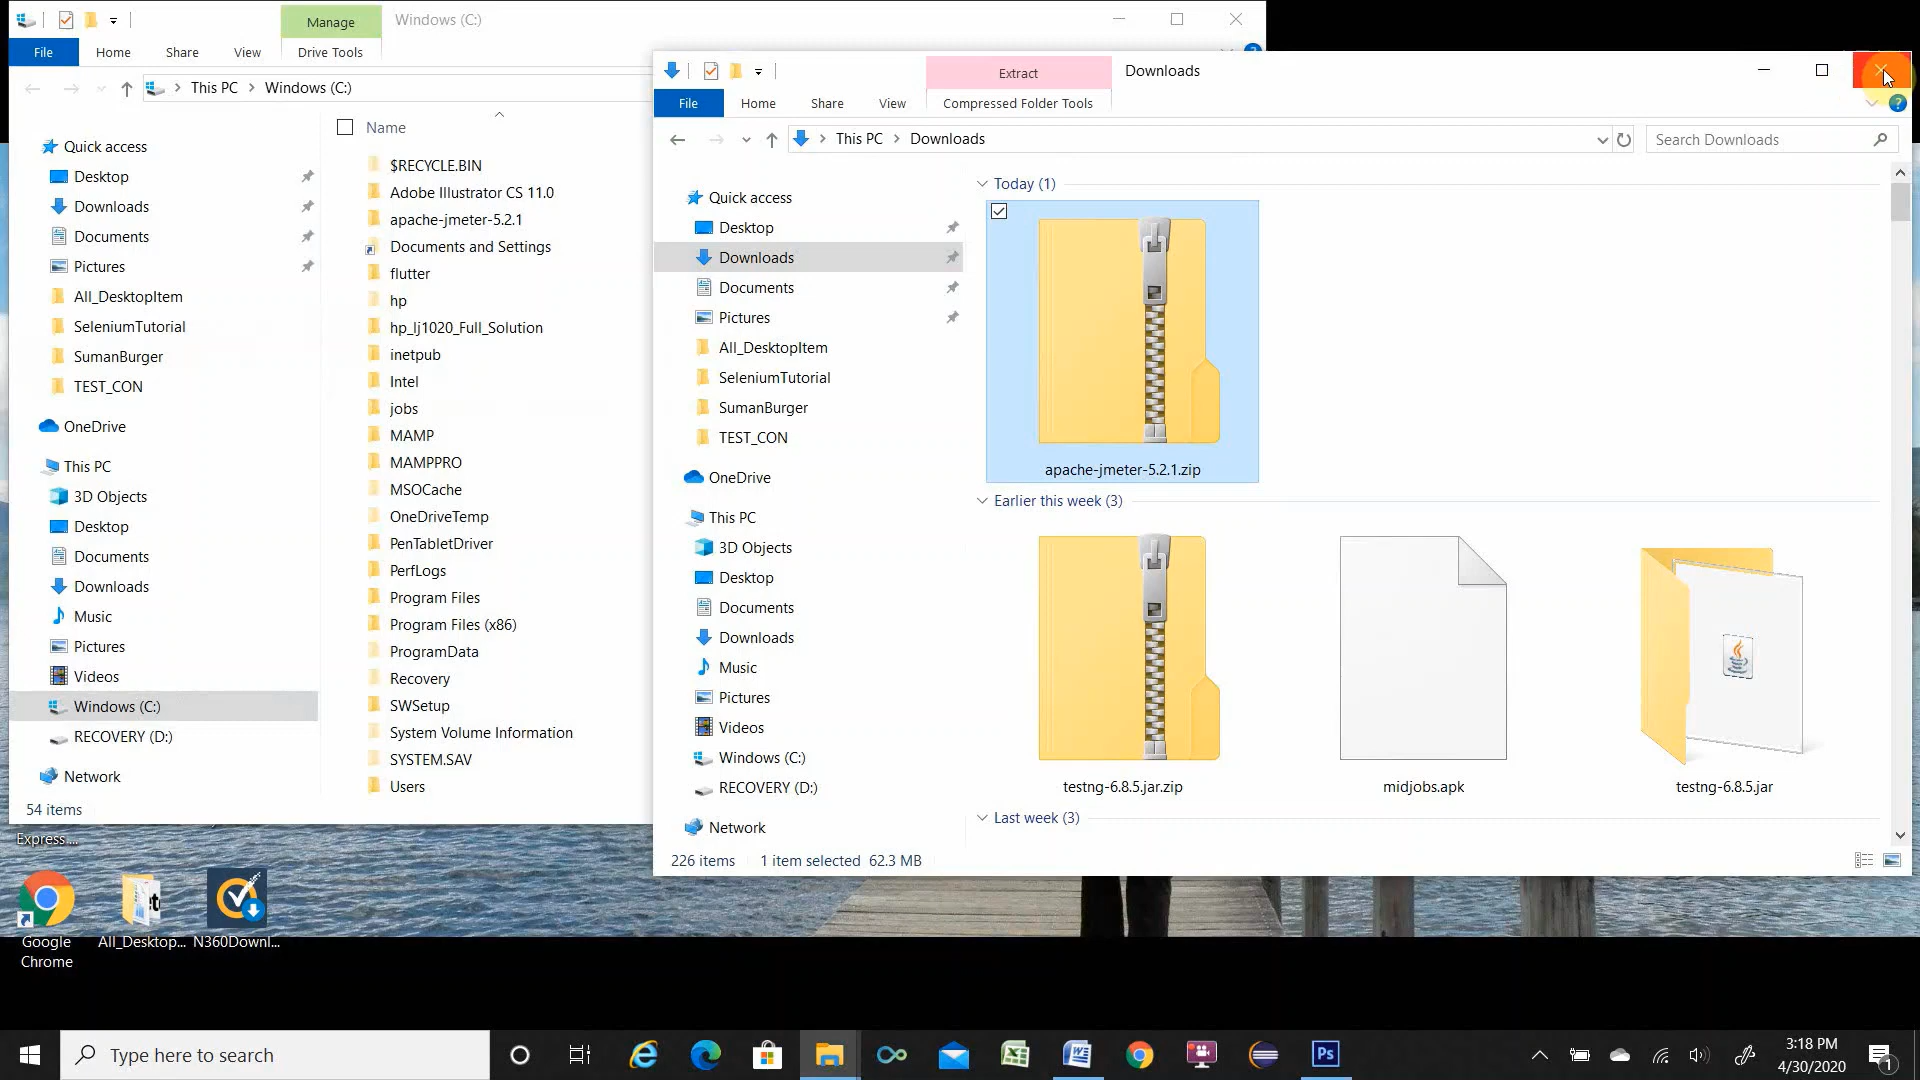 Manage
Windows (C:)
File
Home
Share
View
Drive Tools
This PC
Windows (C:)
Name
Quick access
Desktop
Downloads
Documents
Pictures
All_DesktopItem
SeleniumTutorial
SumanBurger
TEST_CON
OneDrive
This PC
3D Objects
Desktop
Documents
Downloads
Music
Pictures
Videos
Windows (C:)
RECOVERY (D:)
Network
54 items
$RECYCLE.BIN
Adobe Illustrator CS 11.0
apache-jmeter-5.2.1
Documents and Settings
flutter
hp
hp_lj1020_Full_Solution
inetpub
Intel
jobs
MAMP
MAMPPRO
MSOCache
OneDriveTemp
PenTabletDriver
PerfLogs
Program Files
Program Files (x86)
ProgramData
Recovery
SWSetup
System Volume Information
SYSTEM.SAV
Users
Extract
Downloads
File
Home
Share
View
Compressed Folder Tools
This PC
Downloads
Search Downloads
Quick access
Desktop
Downloads
Documents
Pictures
All_DesktopItem
SeleniumTutorial
SumanBurger
TEST_CON
OneDrive
This PC
3D Objects
Desktop
Documents
Downloads
Music
Pictures
Videos
Windows (C:)
RECOVERY (D:)
Network
Today (1)
apache-jmeter-5.2.1.zip
Earlier this week (3)
testng-6.8.5.jar.zip
midjobs.apk
testng-6.8.5.jar
Last week (3)
226 items
1 item selected 62.3 MB
Express ...
Google
Chrome
All_Desktop...
N360Downl...
Type here to search
Ps
3:18 PM
4/30/2020
1